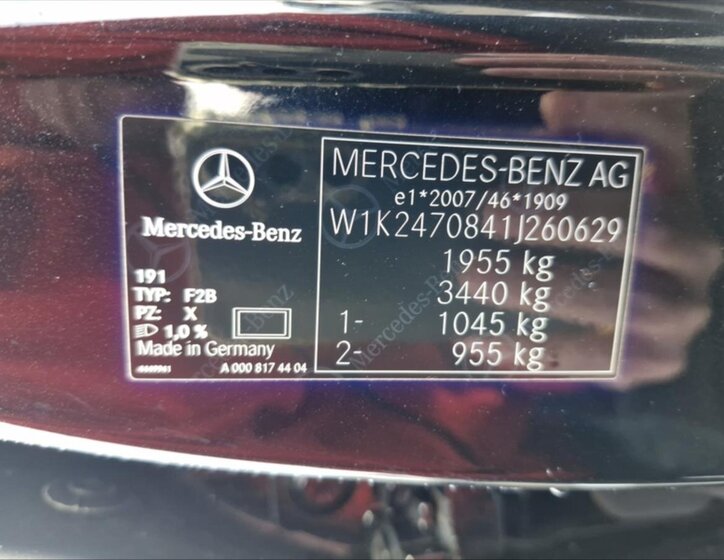 Mercedes-Benz
191
TYP: F2B
PZ: X
1,0 %
Made in Germany
A 000 817 44 04
MERCEDES-BENZ AG
e1*2007/46*1909
W1K2470841J260629
1955 kg
3440 kg
1- 1045 kg
2- 955 kg